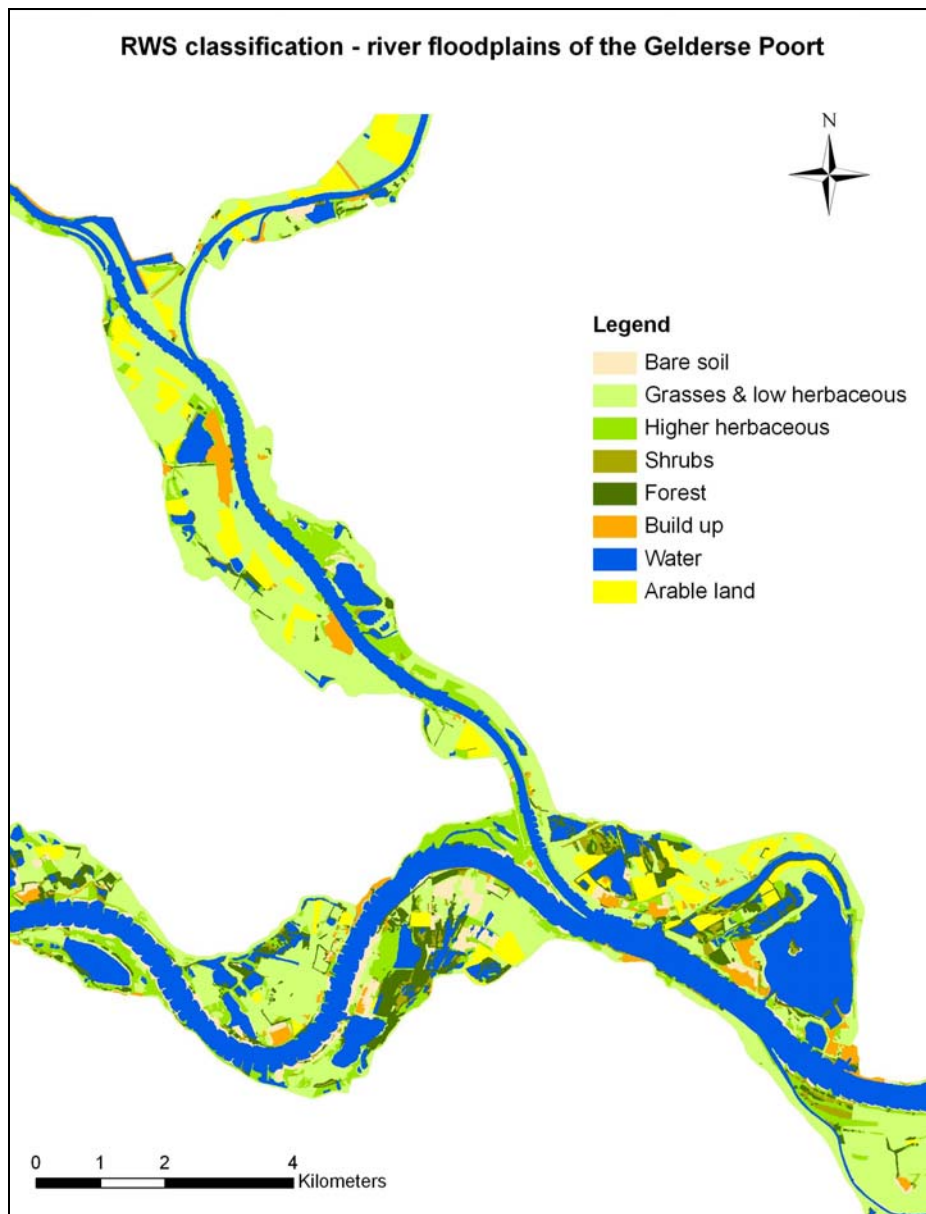 RWS classification - river floodplains of the Gelderse Poort
N
Legend
Bare soil
Grasses & low herbaceous
Higher herbaceous
Shrubs
Forest
Build up
Water
Arable land
0 1 2 4
Kilometers